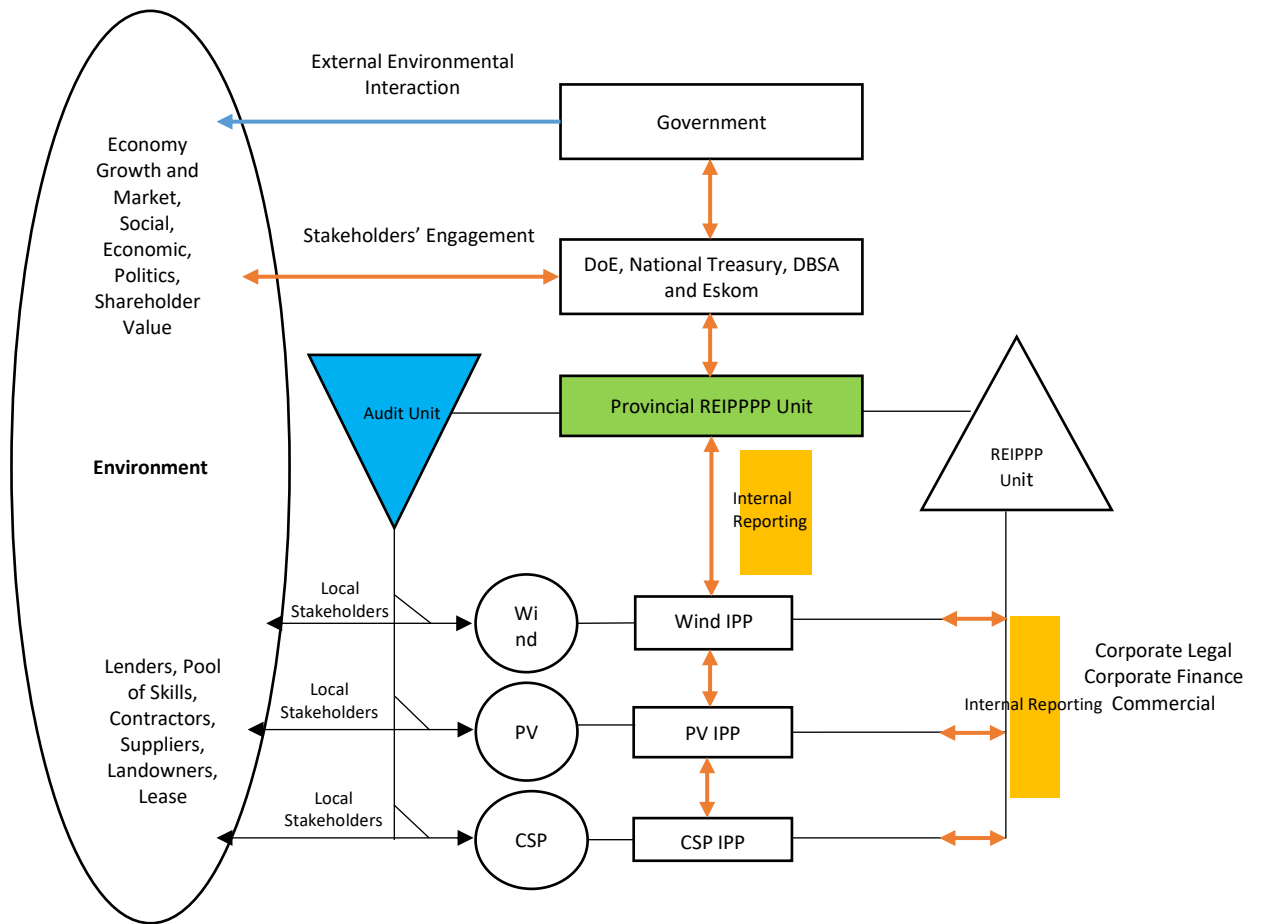 External Environmental
Interaction
Government
Economy
Growth and
Market,
Social,
Economic,
Politics,
Shareholder
Value
Stakeholders’ Engagement
DoE, National Treasury, DBSA
and Eskom
Audit Unit
Provincial REIPPPP Unit
REIPPP
Unit
Environment
Internal
Reporting
Local
Stakeholders
Wi
nd
Wind IPP
Lenders, Pool
of Skills,
Contractors,
Suppliers,
Landowners,
Lease
Local
Stakeholders
PV
PV IPP
Internal Reporting
Corporate Legal
Corporate Finance
Commercial
Local
Stakeholders
CSP
CSP IPP